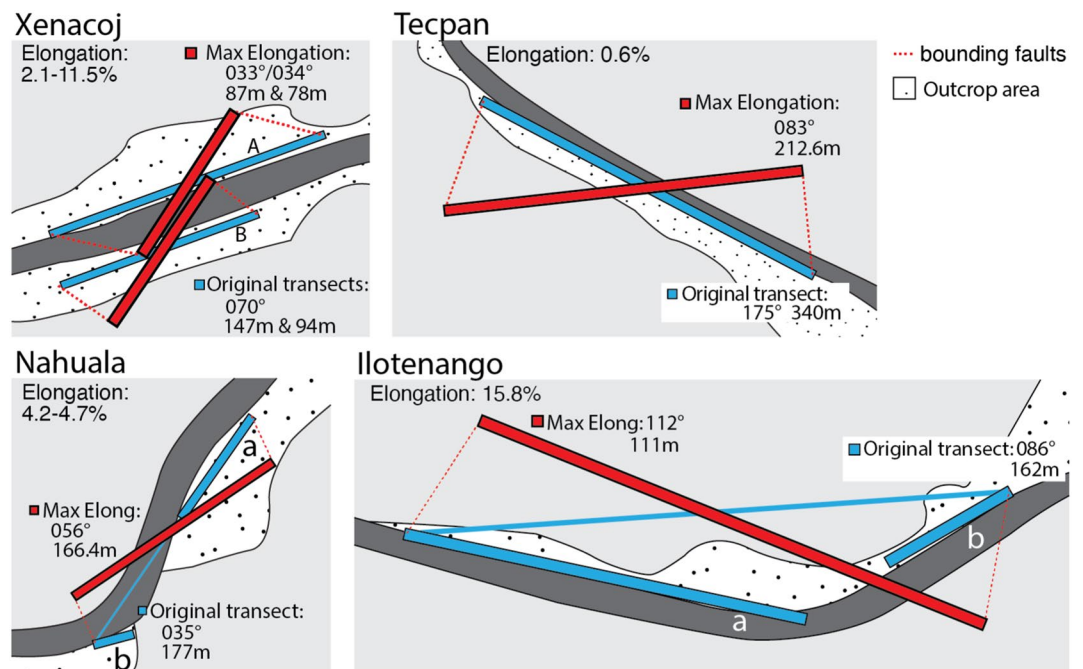 Xenacoj
Elongation:
2.1-11.5%
Max Elongation:
033°/034°
87m & 78m
A
B
Original transects:
070°
147m & 94m
Tecpan
Elongation: 0.6%
Max Elongation:
083°
212.6m
Original transect:
175° 340m
bounding faults
Outcrop area
Nahuala
Elongation:
4.2-4.7%
a
Max Elong:
056°
166.4m
Original transect:
035°
177m
b
Ilotenango
Elongation: 15.8%
Max Elong: 112°
111m
Original transect: 086°
162m
b
a